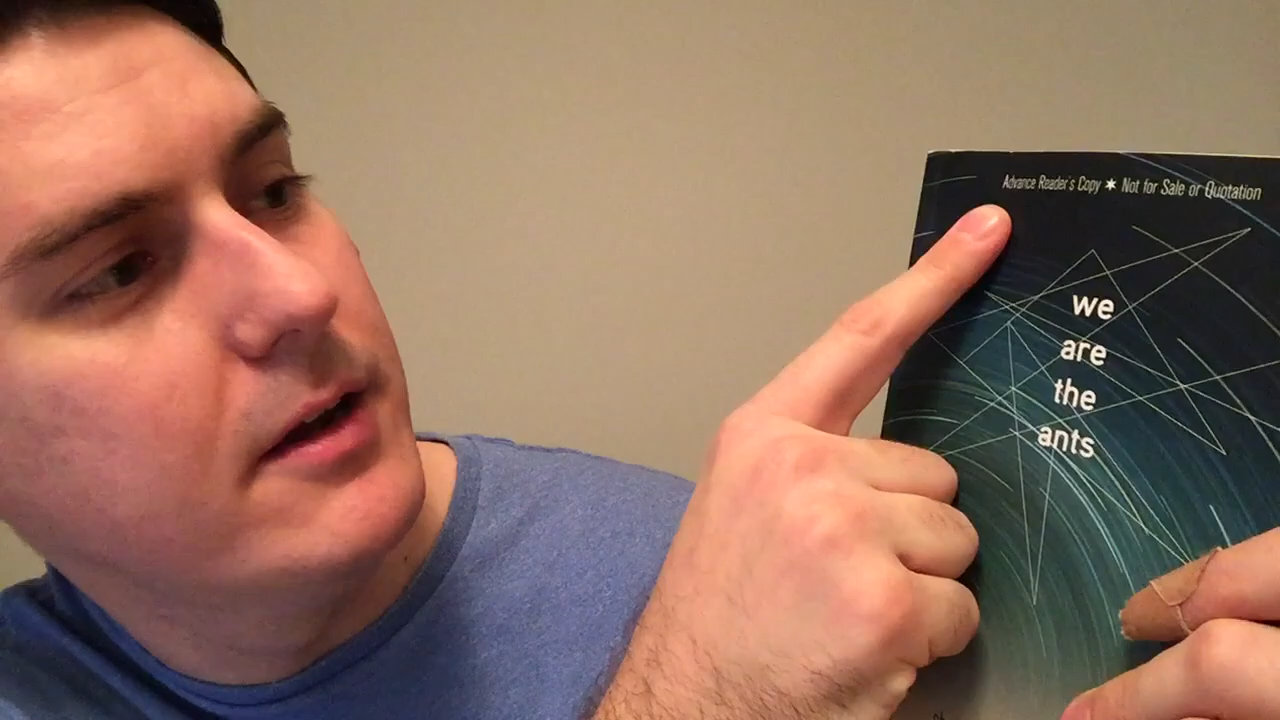 Advance Reader's Copy ✶ Not for Sale or Quotation
we
are
the
ants